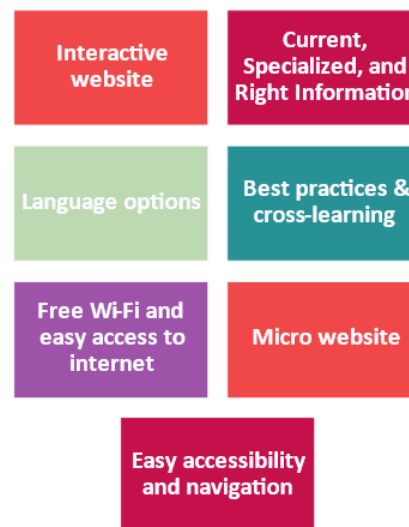 Interactive
website
Current,
Specialized, and
Right Information
Language options
Best practices &
cross-learning
Free Wi-Fi and
easy access to
internet
Micro website
Easy accessibility
and navigation